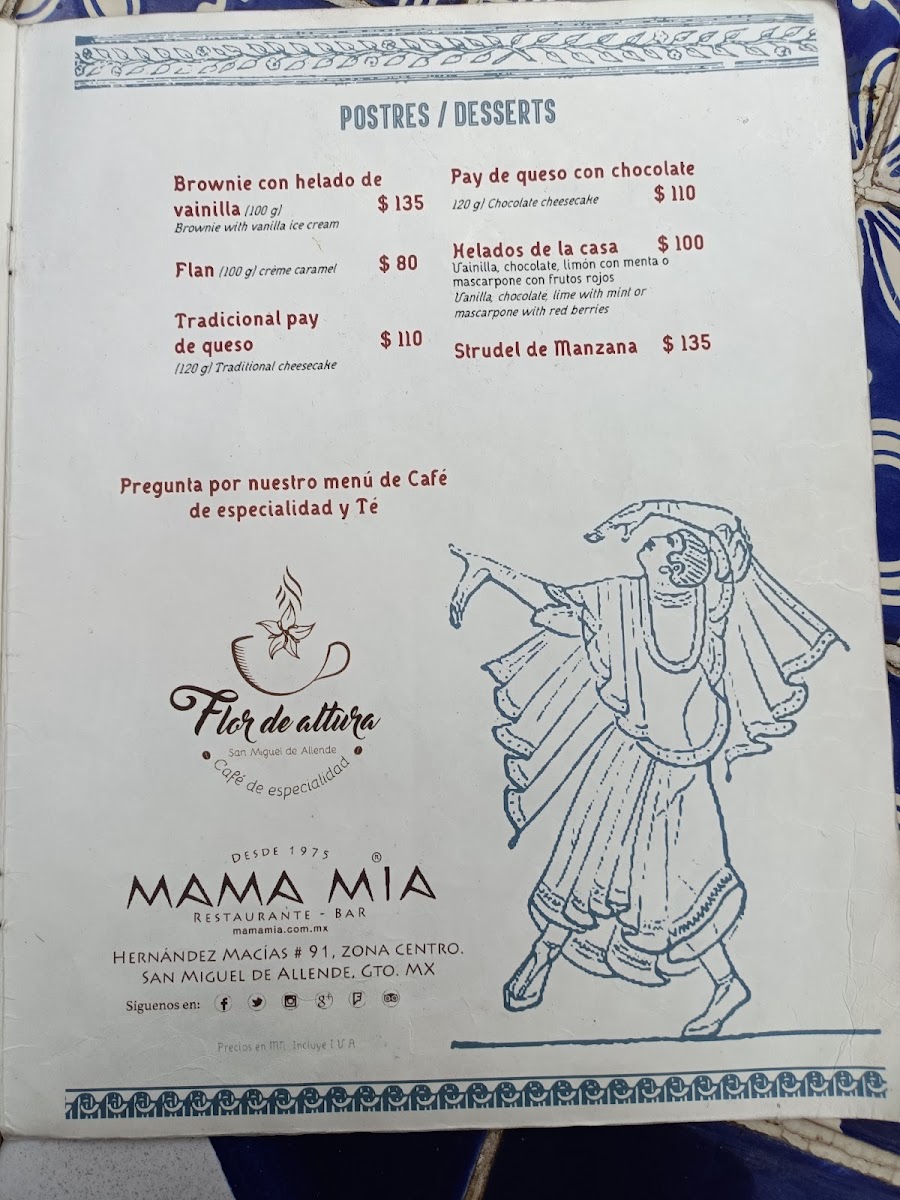 POSTRES / DESSERTS
Brownie con helado de
vainilla (100 g) $ 135
Brownie with vanilla ice cream
Flan (100 g) crème caramel $ 80
Tradicional pay
de queso $ 110
(120 g) Traditional cheesecake
Pay de queso con chocolate
120 g) Chocolate cheesecake $ 110
Helados de la casa $ 100
Vainilla, chocolate, limón con menta o
mascarpone con frutos rojos
Vanilla, chocolate, lime with mint or
mascarpone with red berries
Strudel de Manzana $ 135
Pregunta por nuestro menú de Café
de especialidad y Té
Flor de altura
San Miguel de Allende
Café de especialidad
DESDE 1975
MAMA MIA ®
RESTAURANTE - BAR
mamamia.com.mx
HERNÁNDEZ MACÍAS # 91, ZONA CENTRO.
SAN MIGUEL DE ALLENDE, GTO. MX
Síguenos en: f g+
Precios en MN. Incluye I V A